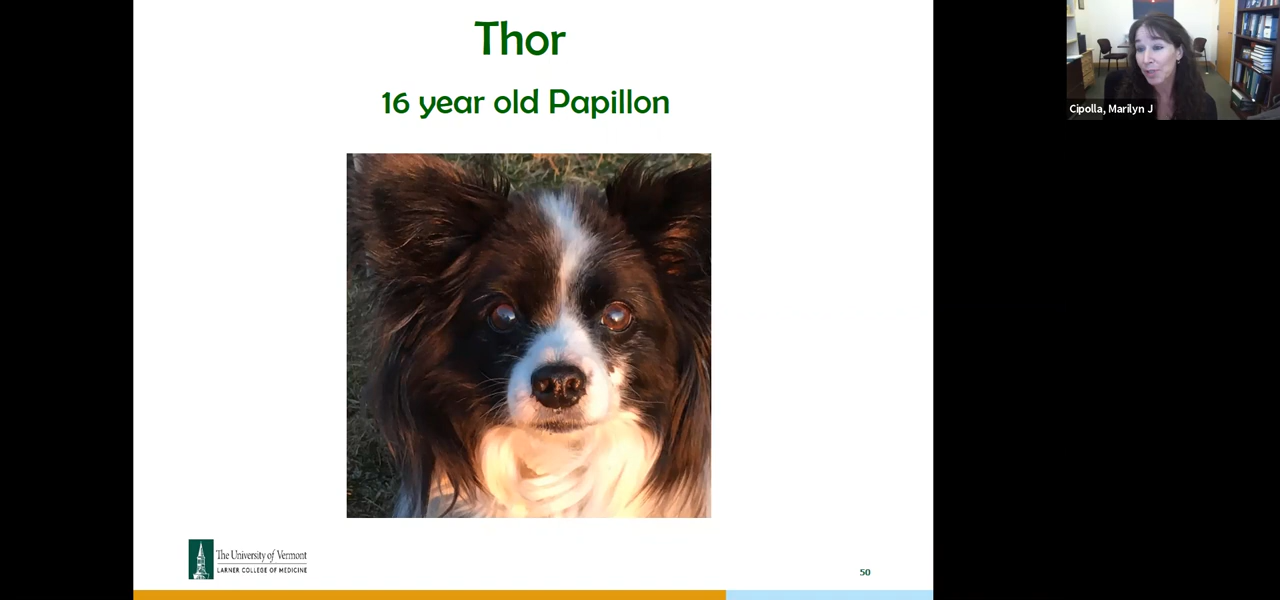 Thor
16 year old Papillon
Cipolla, Marilyn J
The University of Vermont
LARNER COLLEGE OF MEDICINE
50